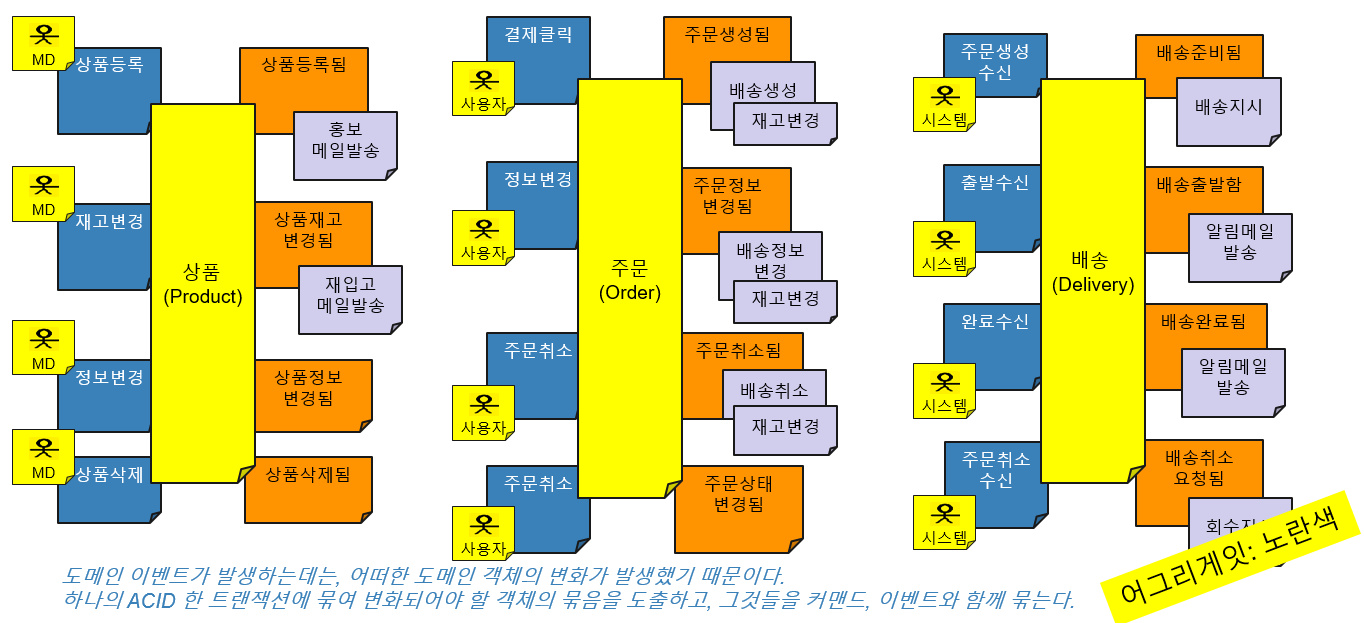 MD
상품등록
상품등록됨
홍보
메일발송
MD
재고변경
상품재고
변경됨
재입고
메일발송
상품
(Product)
MD
정보변경
상품정보
변경됨
MD
상품삭제
상품삭제됨
결제클릭
사용자
주문생성됨
배송생성
재고변경
정보변경
사용자
주문정보
변경됨
배송정보
변경
재고변경
주문
(Order)
주문취소
사용자
주문취소됨
배송취소
재고변경
주문취소
사용자
주문상태
변경됨
주문생성
수신
시스템
배송준비됨
배송지시
출발수신
시스템
배송출발함
알림메일
발송
배송
(Delivery)
완료수신
시스템
배송완료됨
알림메일
발송
주문취소
수신
시스템
배송취소
요청됨
어그리게잇: 노란색
도메인 이벤트가 발생하는데는, 어떠한 도메인 객체의 변화가 발생했기 때문이다.
하나의 ACID 한 트랜잭션에 묶여 변화되어야 할 객체의 묶음을 도출하고, 그것들을 커맨드, 이벤트와 함께 묶는다.